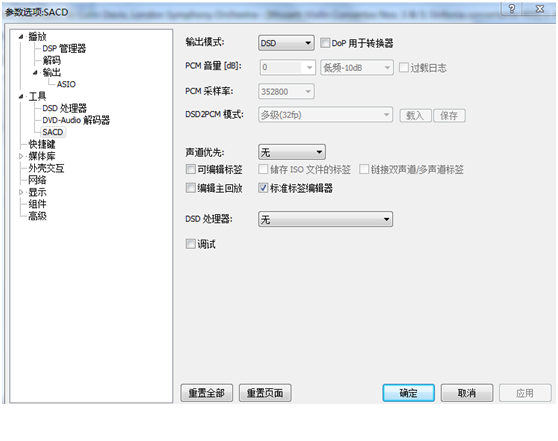 参数选项:SACD
播放
DSP 管理器
解码
输出
ASIO
工具
DSD 处理器
DVD-Audio 解码器
SACD
快捷键
媒体库
外壳交互
网络
显示
组件
高级
输出模式: DSD DoP 用于转换器
PCM 音量 [dB]: 0 低频-10dB 过载日志
PCM 采样率: 352800
DSD2PCM 模式: 多级(32fp) 载入 保存
声道优先: 无
可编辑标签 储存 ISO 文件的标签 链接双声道/多声道标签
编辑主回放 标准标签编辑器
DSD 处理器: 无
调试
重置全部 重置页面 确定 取消 应用